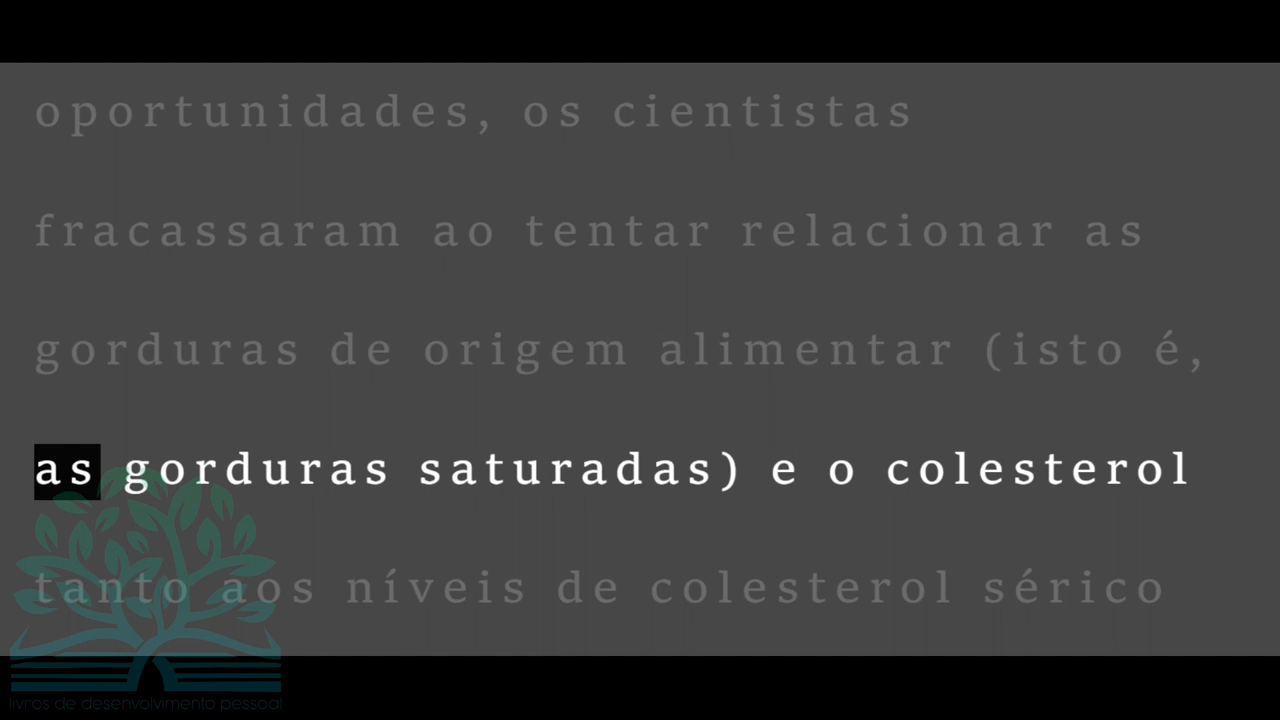 oportunidades, os cientistas
fracassaram ao tentar relacionar as
gorduras de origem alimentar (isto é,
as gorduras saturadas) e o colesterol
tanto aos níveis de colesterol sérico
livros de desenvolvimento pessoal